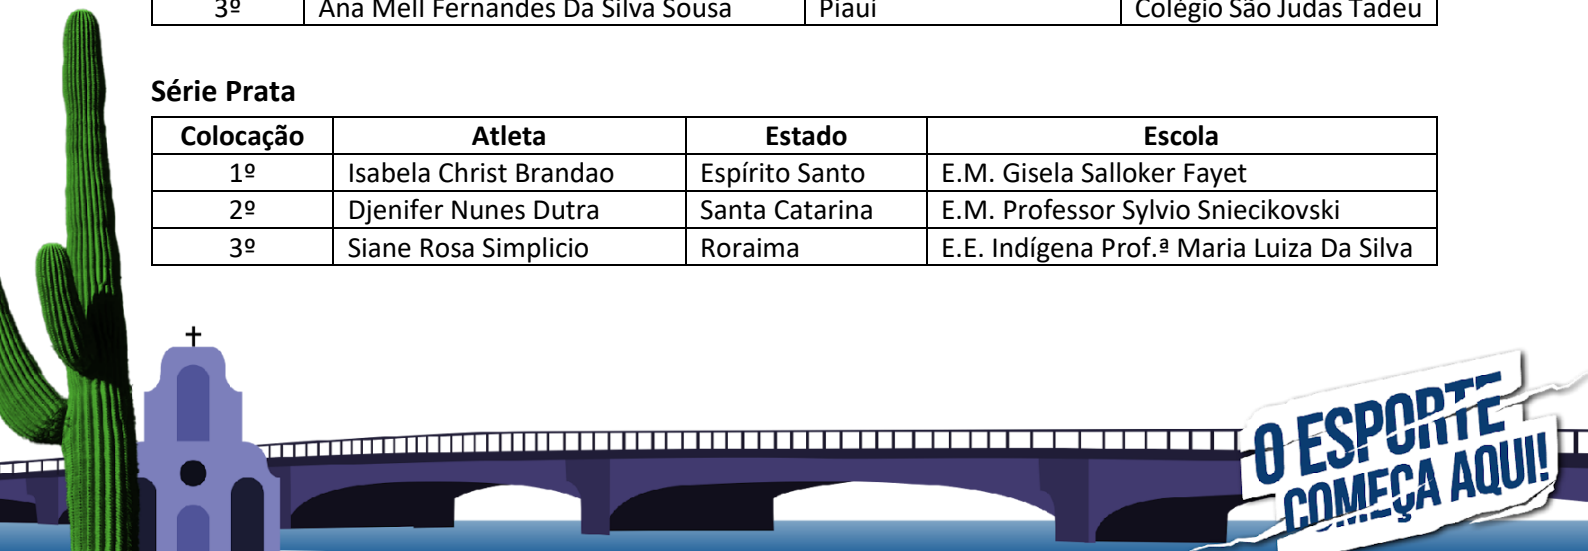 3º Ana Mell Fernandes Da Silva Sousa Piauí Colégio São Judas Tadeu
Série Prata
Colocação Atleta Estado Escola
1º Isabela Christ Brandao Espírito Santo E.M. Gisela Salloker Fayet
2º Djenifer Nunes Dutra Santa Catarina E.M. Professor Sylvio Sniecikovski
3º Siane Rosa Simplicio Roraima E.E. Indígena Prof.ª Maria Luiza Da Silva
O ESPORTE
COMEÇA AQUI!